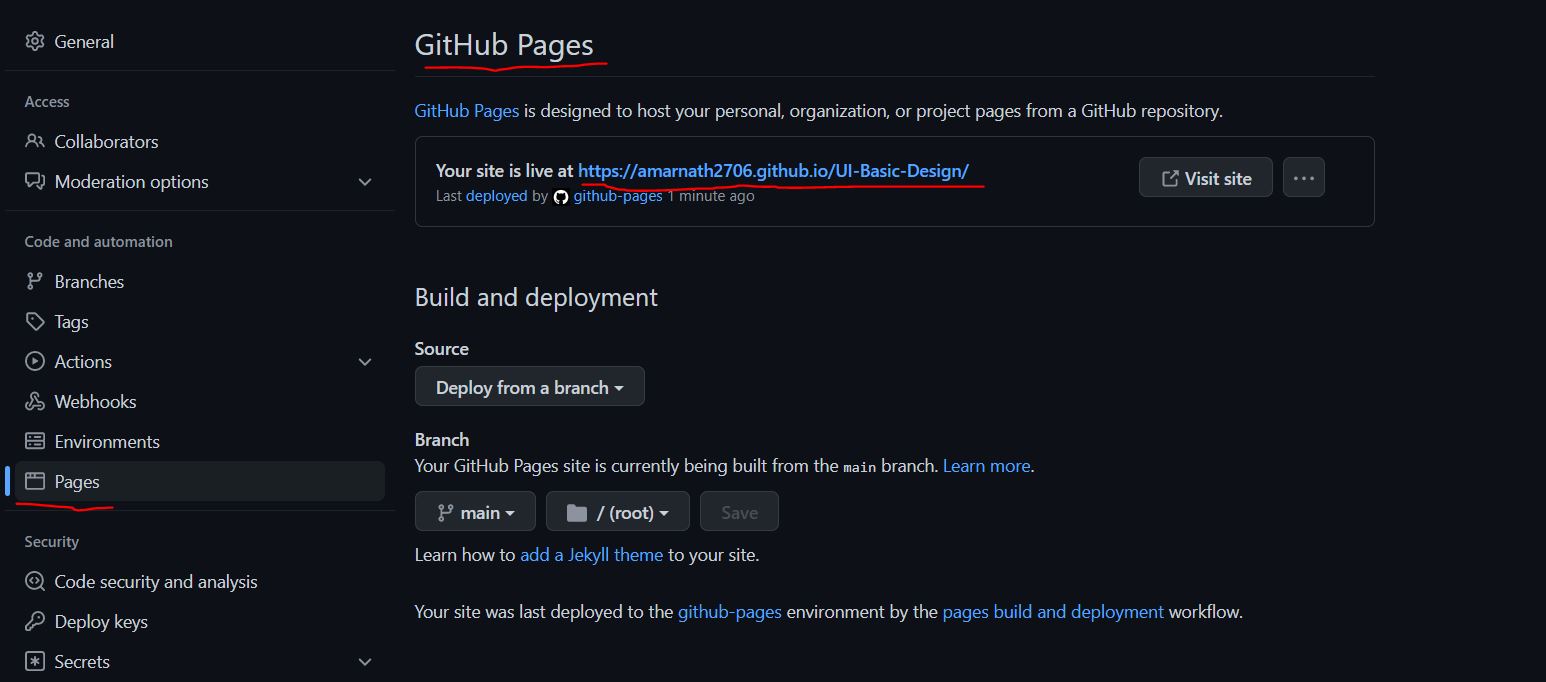 General
Access
Collaborators
Moderation options
Code and automation
Branches
Tags
Actions
Webhooks
Environments
Pages
Security
Code security and analysis
Deploy keys
Secrets
GitHub Pages
GitHub Pages is designed to host your personal, organization, or project pages from a GitHub repository.
Your site is live at https://amarnath2706.github.io/UI-Basic-Design/
Last deployed by github-pages 1 minute ago
Visit site
Build and deployment
Source
Deploy from a branch
Branch
Your GitHub Pages site is currently being built from the main branch. Learn more.
main / (root) Save
Learn how to add a Jekyll theme to your site.
Your site was last deployed to the github-pages environment by the pages build and deployment workflow.